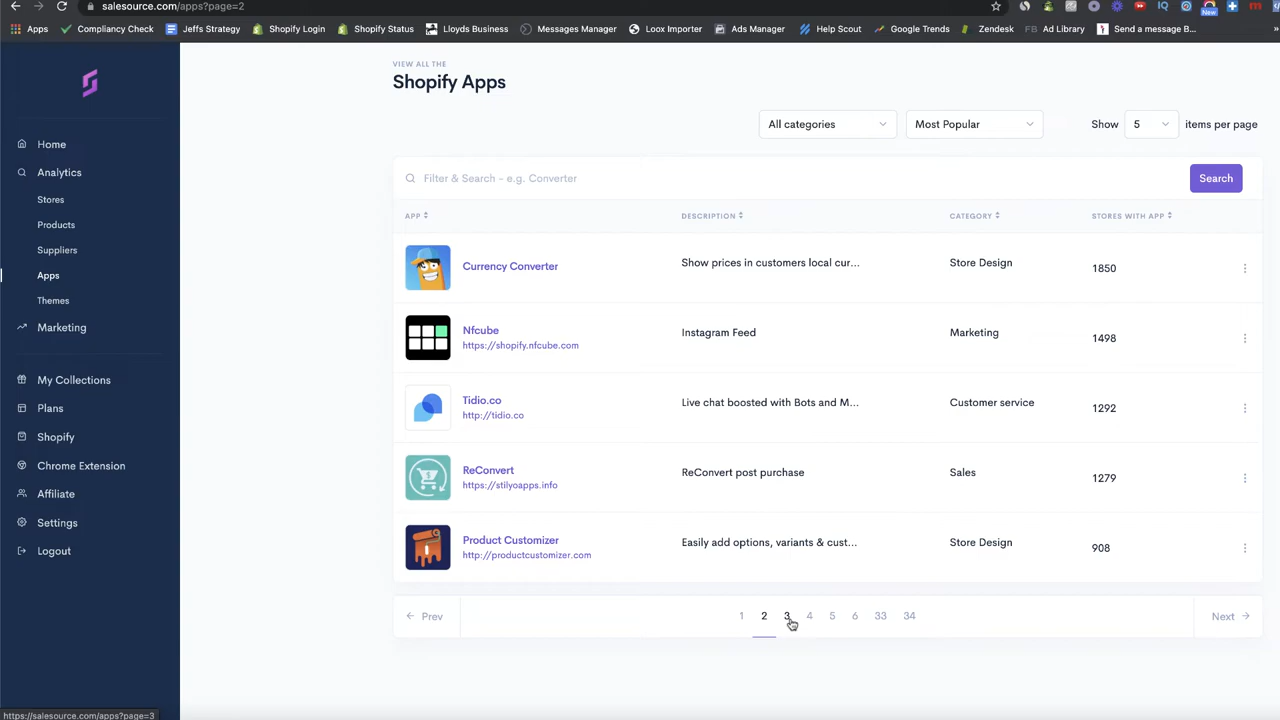 salesource.com/apps?page=2
Apps Compliancy Check Jeffs Strategy Shopify Login Shopify Status Lloyds Business Messages Manager Loox Importer Ads Manager Help Scout Google Trends Zendesk FB Ad Library Send a message B... »
New
VIEW ALL THE
Shopify Apps
All categories Most Popular Show 5 items per page
Filter & Search - e.g. Converter Search
APP DESCRIPTION CATEGORY STORES WITH APP
Currency Converter Show prices in customers local cur... Store Design 1850
Nfcube Instagram Feed Marketing 1498
https://shopify.nfcube.com
Tidio.co Live chat boosted with Bots and M... Customer service 1292
http://tidio.co
ReConvert ReConvert post purchase Sales 1279
https://stilyoapps.info
Product Customizer Easily add options, variants & cust... Store Design 908
http://productcustomizer.com
Prev 1 2 3 4 5 6 33 34 Next
Home
Analytics
Stores
Products
Suppliers
Apps
Themes
Marketing
My Collections
Plans
Shopify
Chrome Extension
Affiliate
Settings
Logout
https://salesource.com/apps?page=3